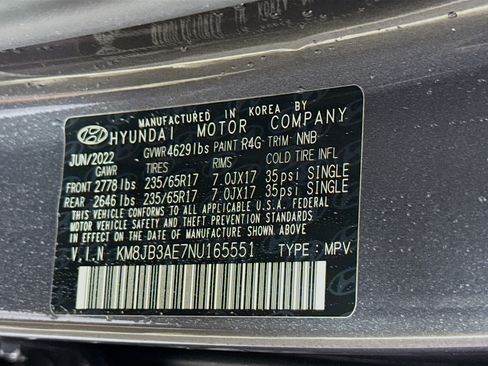 MANUFACTURED IN KOREA BY
HYUNDAI MOTOR COMPANY
JUN/2022 GVWR 4629lbs PAINT R4G TRIM NNB
GAWR TIRES RIMS COLD TIRE INFL
FRONT 2778 lbs 235/65R17 7.0JX17 35psi SINGLE
REAR 2646 lbs 235/65R17 7.0JX17 35psi SINGLE
THIS VEHICLE CONFORMS TO ALL APPLICABLE U.S.A. FEDERAL
MOTOR VEHICLE SAFETY AND THEFT PREVENTION STANDARDS
IN EFFECT ON THE DATE OF MANUFACTURE SHOWN ABOVE.
V.I.N KM8JB3AE7NU165551 TYPE : MPV